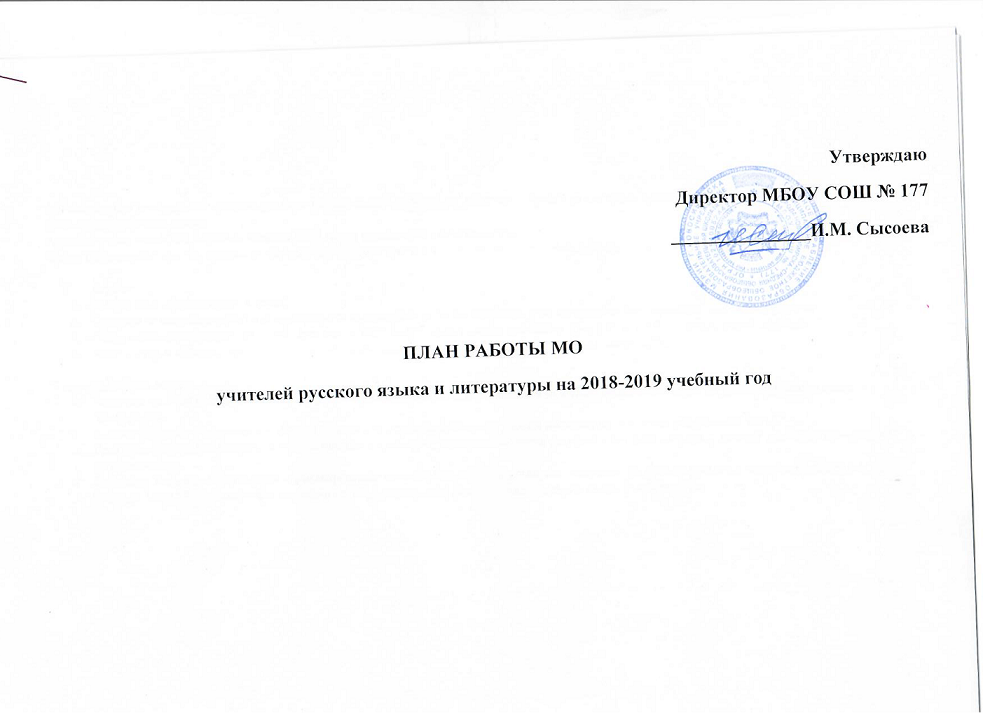 Утверждаю
Директор МБОУ СОШ № 177
И.М. Сысоева
ПЛАН РАБОТЫ МО
учителей русского языка и литературы на 2018-2019 учебный год